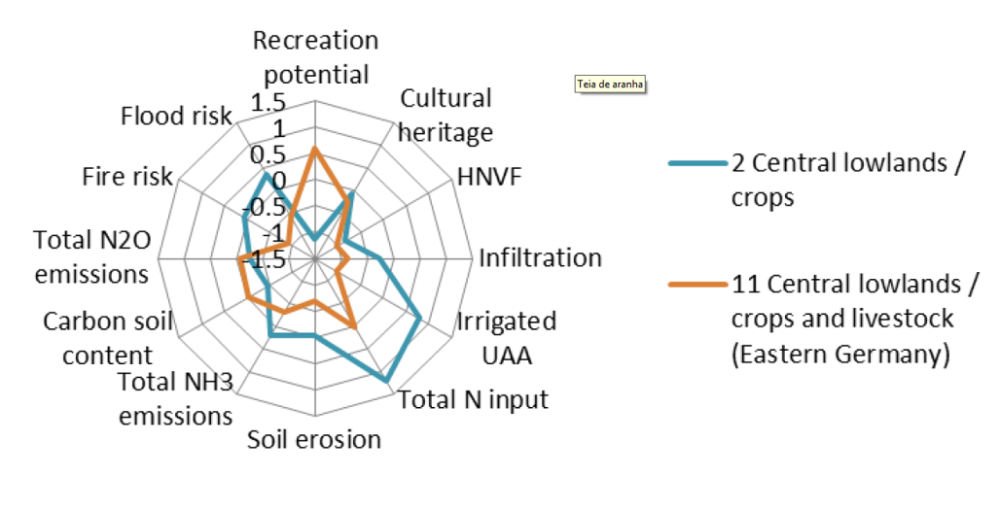 Recreation
potential
Cultural
heritage
HNVF
Infiltration
Irrigated
UAA
Total N input
Soil erosion
Total NH3
emissions
Carbon soil
content
Total N2O
emissions
Fire risk
Flood risk
1.5
1
0.5
0
-0.5
-1
-1.5
Teia de aranha
2 Central lowlands /
crops
11 Central lowlands /
crops and livestock
(Eastern Germany)